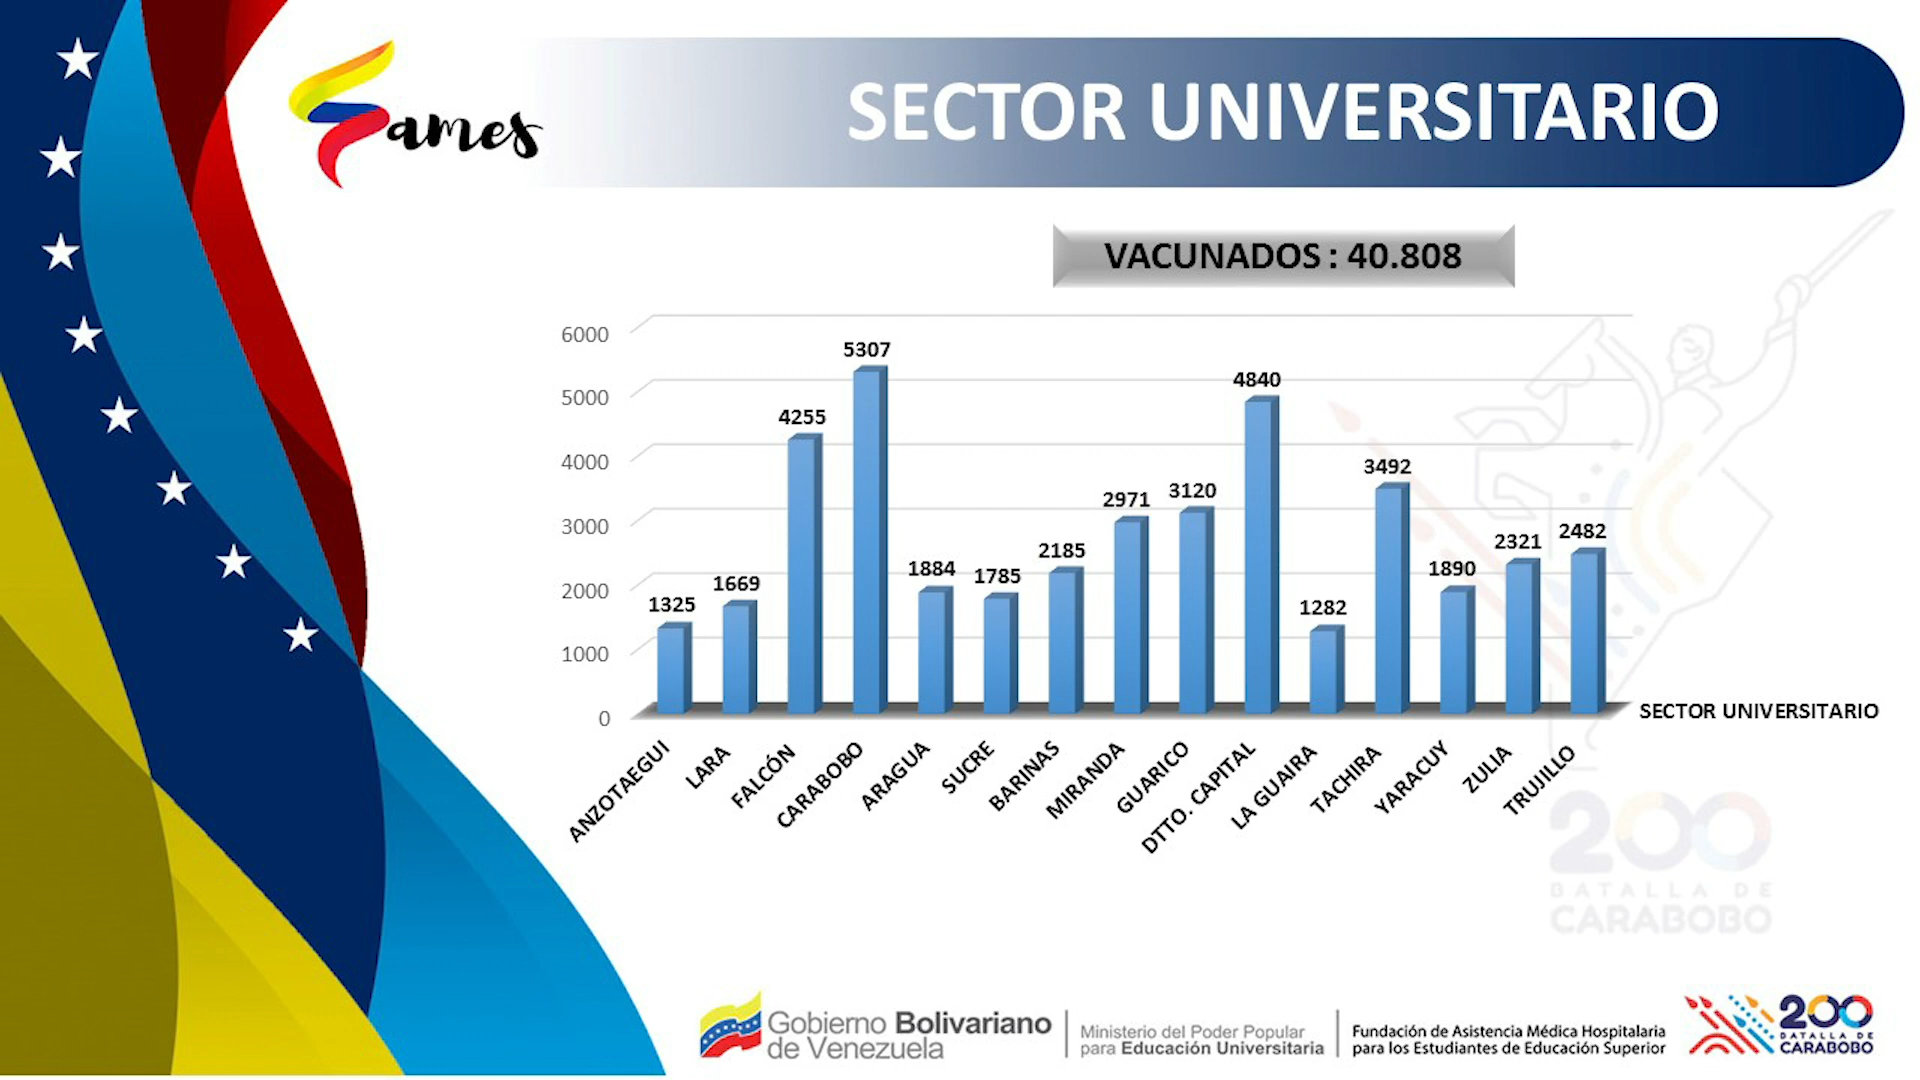 Fames
SECTOR UNIVERSITARIO
VACUNADOS : 40.808
6000
5000
4000
3000
2000
1000
0
1325
1669
4255
5307
1884
1785
2185
2971
3120
4840
1282
3492
1890
2321
2482
SECTOR UNIVERSITARIO
ANZOTAEGUI
LARA
FALCÓN
CARABOBO
ARAGUA
SUCRE
BARINAS
MIRANDA
GUARICO
DTTO. CAPITAL
LA GUAIRA
TACHIRA
YARACUY
ZULIA
TRUJILLO
200
BATALLA DE
CARABOBO
Gobierno Bolivariano
de Venezuela
Ministerio del Poder Popular
para Educación Universitaria
Fundación de Asistencia Médica Hospitalaria
para los Estudiantes de Educación Superior
200
BATALLA DE
CARABOBO